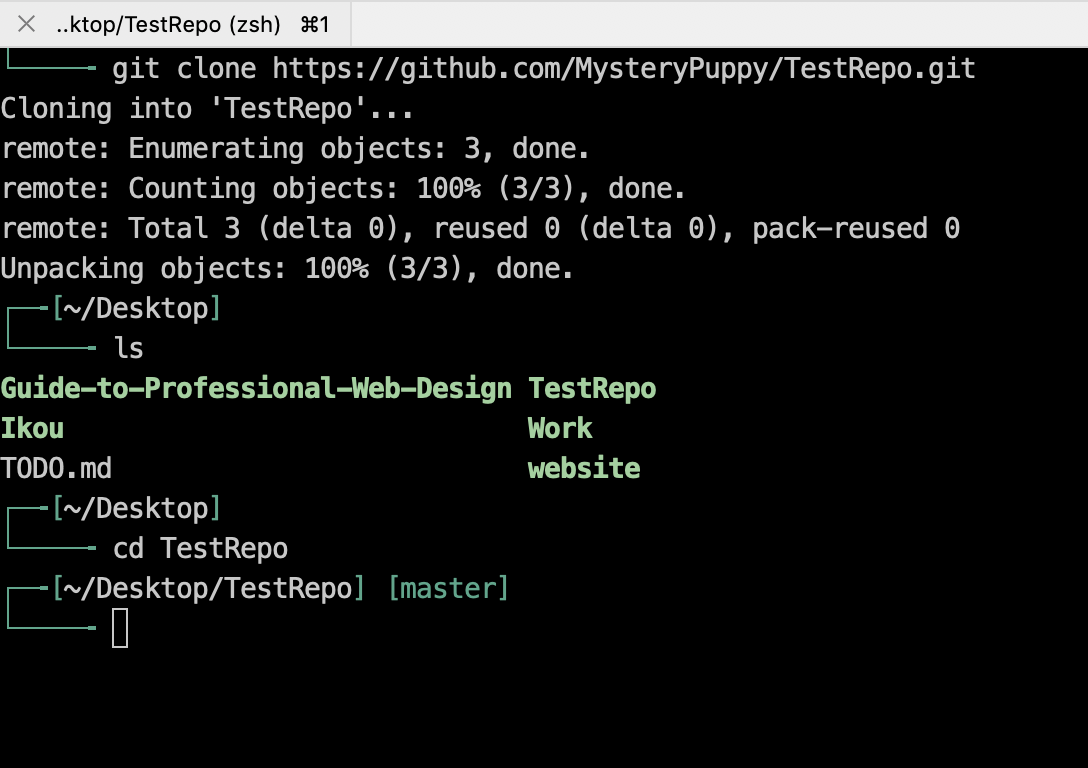 ..ktop/TestRepo (zsh) ⌘1
git clone https://github.com/MysteryPuppy/TestRepo.git
Cloning into 'TestRepo'...
remote: Enumerating objects: 3, done.
remote: Counting objects: 100% (3/3), done.
remote: Total 3 (delta 0), reused 0 (delta 0), pack-reused 0
Unpacking objects: 100% (3/3), done.
[~/Desktop]
ls
Guide-to-Professional-Web-Design TestRepo
Ikou Work
TODO.md website
[~/Desktop]
cd TestRepo
[~/Desktop/TestRepo] [master]